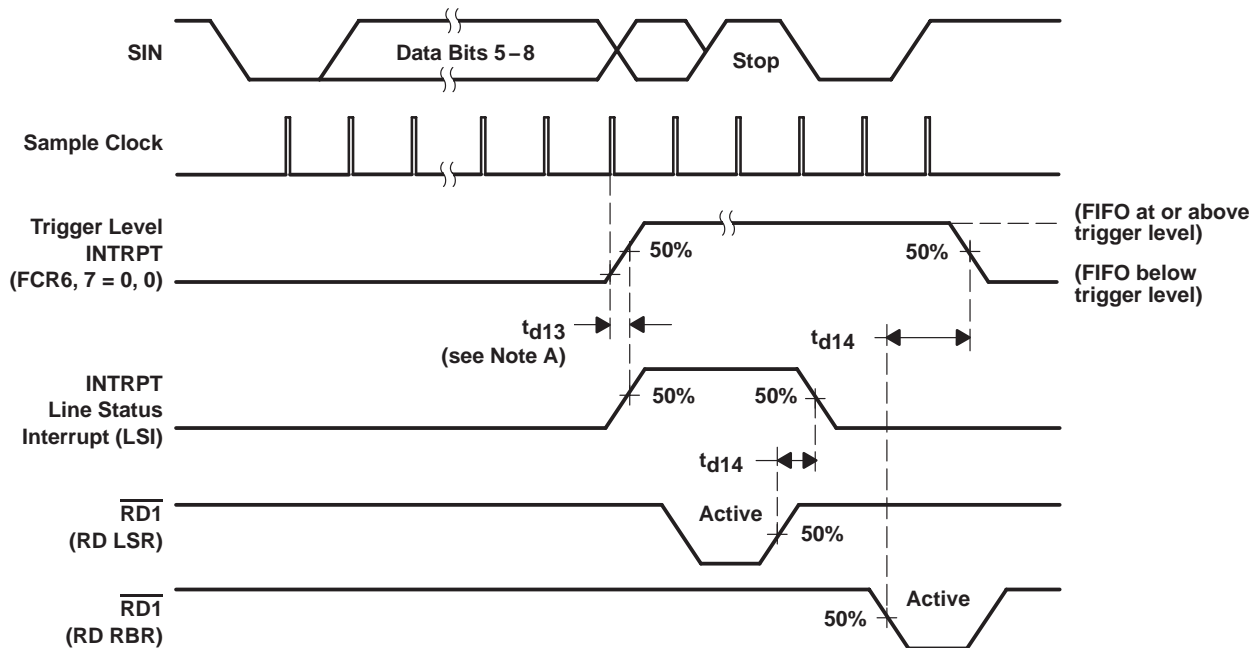 SIN
Data Bits 5–8
Stop
Sample Clock
Trigger Level
INTRPT
(FCR6, 7 = 0, 0)
50%
50%
(FIFO at or above
trigger level)
(FIFO below
trigger level)
td13
(see Note A)
td14
INTRPT
Line Status
Interrupt (LSI)
50%
50%
td14
RD1
(RD LSR)
Active
50%
RD1
(RD RBR)
50%
Active